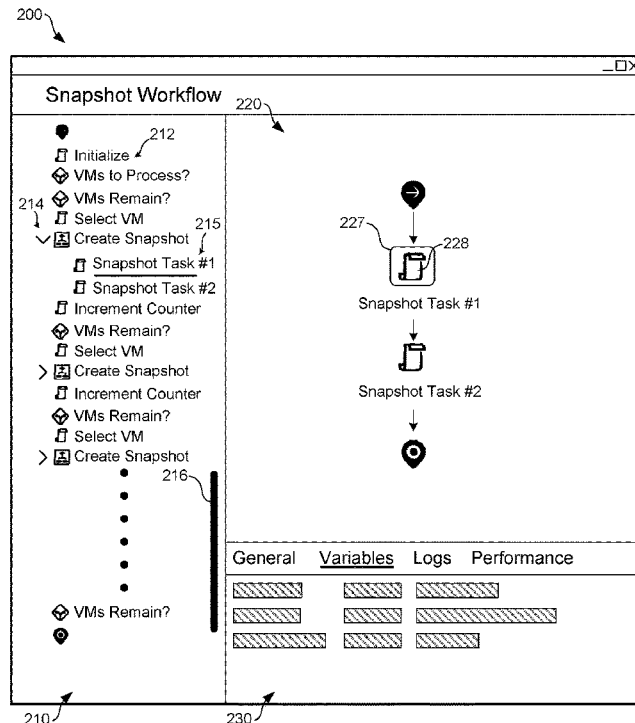 200
Snapshot Workflow
220
212
Initialize
VMs to Process?
VMs Remain?
Select VM
214
215
Create Snapshot
Snapshot Task #1
Snapshot Task #2
Increment Counter
VMs Remain?
Select VM
Create Snapshot
Increment Counter
VMs Remain?
Select VM
Create Snapshot
216
VMs Remain?
210
227
228
Snapshot Task #1
Snapshot Task #2
General Variables Logs Performance
230